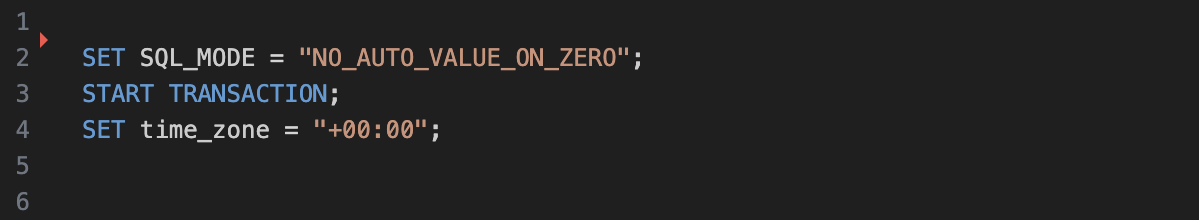 1
2 SET SQL_MODE = "NO_AUTO_VALUE_ON_ZERO";
3 START TRANSACTION;
4 SET time_zone = "+00:00";
5
6